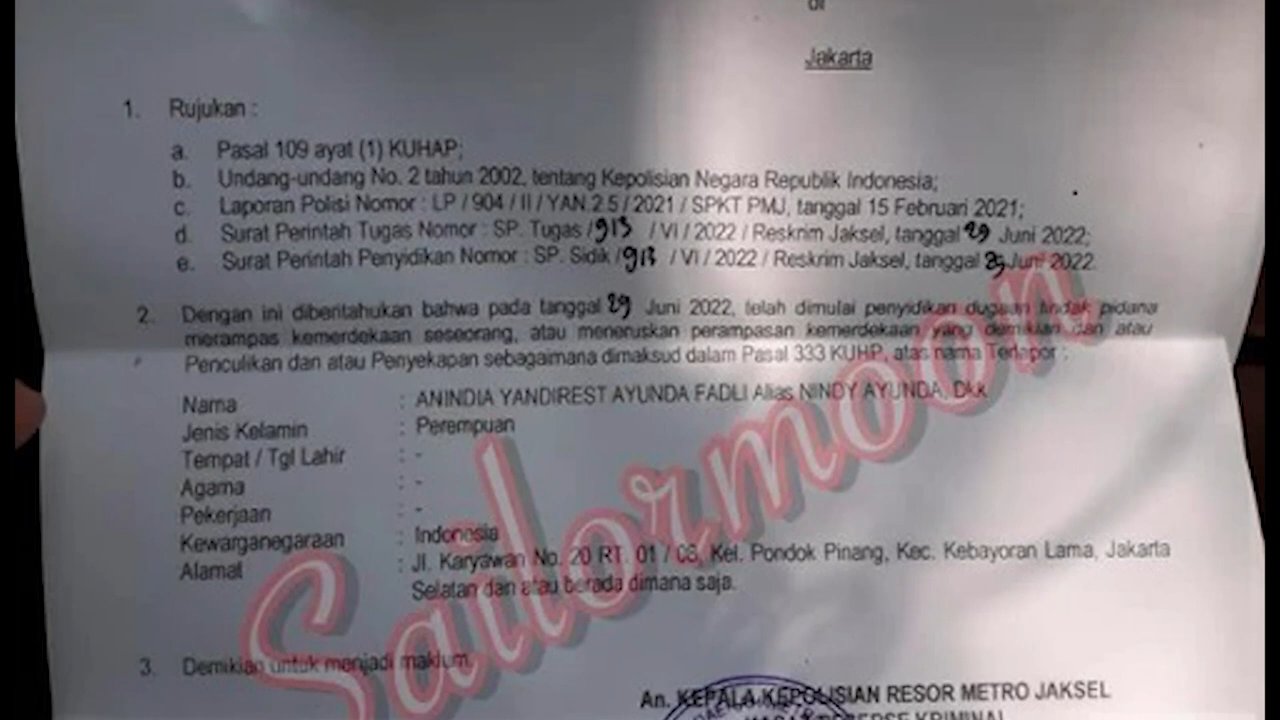 di
Jakarta
1. Rujukan :
a. Pasal 109 ayat (1) KUHAP;
b. Undang-undang No. 2 tahun 2002, tentang Kepolisian Negara Republik Indonesia;
c. Laporan Polisi Nomor : LP / 904 / II / YAN 2.5 / 2021 / SPKT PMJ, tanggal 15 Februari 2021;
d. Surat Perintah Tugas Nomor : SP. Tugas / 913 / VI / 2022 / Reskrim Jaksel, tanggal 29 Juni 2022;
e. Surat Perintah Penyidikan Nomor : SP. Sidik / 913 / VI / 2022 / Reskrim Jaksel, tanggal Juni 2022.
2. Dengan ini diberitahukan bahwa pada tanggal 29 Juni 2022, telah dimulai penyidikan dugaan tindak pidana
merampas kemerdekaan seseorang, atau meneruskan perampasan kemerdekaan yang demikian dan atau
Penculikan dan atau Penyekapan sebagaimana dimaksud dalam Pasal 333 KUHP, atas nama Terlapor :
Nama : ANINDIA YANDIREST AYUNDA FADLI Alias NINDY AYUNDA, Dkk
Jenis Kelamin : Perempuan
Tempat / Tgl Lahir : -
Agama : -
Pekerjaan : -
Kewarganegaraan : Indonesia
Alamat : Jl. Karyawan No. 20 RT. 01 / 08, Kel. Pondok Pinang, Kec. Kebayoran Lama, Jakarta
Selatan dan atau berada dimana saja.
Sailormoon
3. Demikian untuk menjadi maklum.
An. KEPALA KEPOLISIAN RESOR METRO JAKSEL
RESERSE KRIMINAL